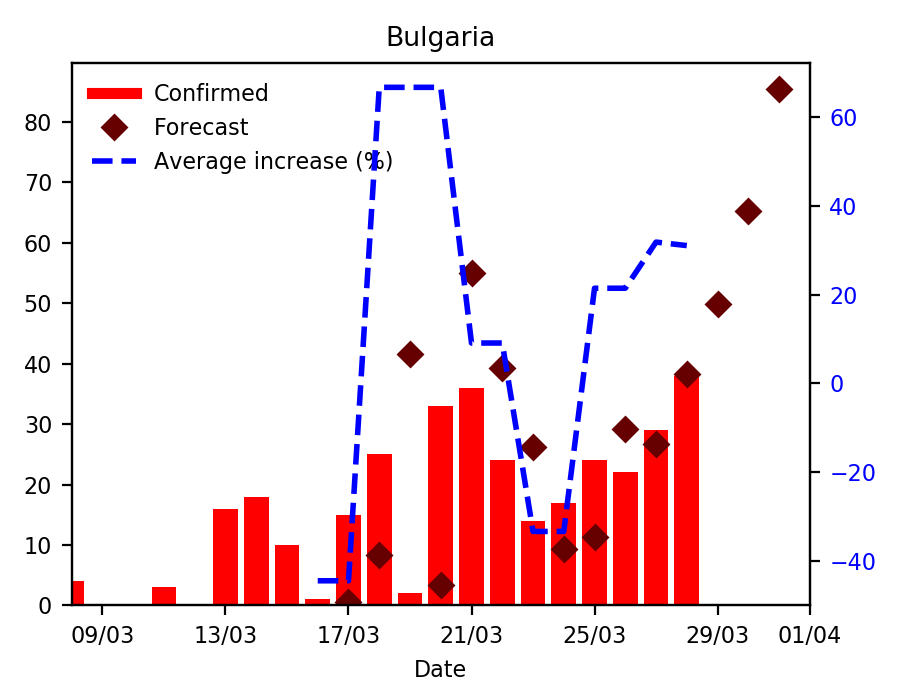 Bulgaria
Confirmed
Forecast
Average increase (%)
80
70
60
50
40
30
20
10
0
60
40
20
0
−20
−40
09/03 13/03 17/03 21/03 25/03 29/03 01/04
Date